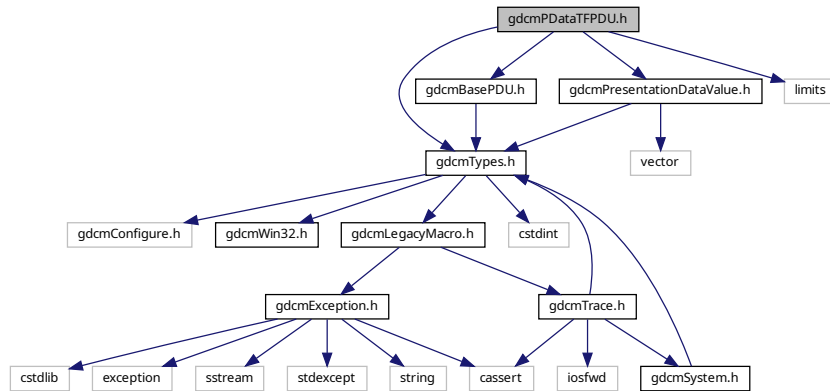 gdcmPDataTFPDU.h
gdcmBasePDU.h
gdcmPresentationDataValue.h
limits
gdcmTypes.h
vector
gdcmConfigure.h
gdcmWin32.h
gdcmLegacyMacro.h
cstdint
gdcmException.h
gdcmTrace.h
cstdlib
exception
sstream
stdexcept
string
cassert
iosfwd
gdcmSystem.h